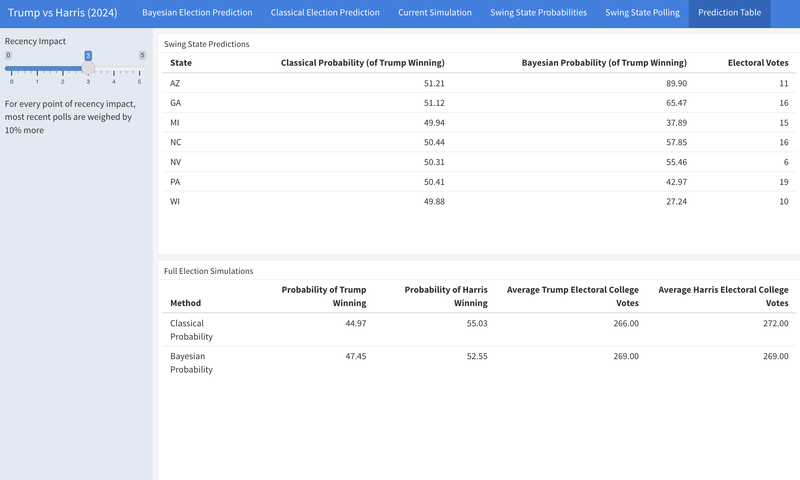 Trump vs Harris (2024) Bayesian Election Prediction Classical Election Prediction Current Simulation Swing State Probabilities Swing State Polling Prediction Table
Recency Impact
0 3 5
0 1 2 3 4 5
For every point of recency impact,
most recent polls are weighed by
10% more
Swing State Predictions
State Classical Probability (of Trump Winning) Bayesian Probability (of Trump Winning) Electoral Votes
AZ 51.21 89.90 11
GA 51.12 65.47 16
MI 49.94 37.89 15
NC 50.44 57.85 16
NV 50.31 55.46 6
PA 50.41 42.97 19
WI 49.88 27.24 10
Full Election Simulations
Probability of Trump Probability of Harris Average Trump Electoral College Average Harris Electoral College
Method Winning Winning Votes Votes
Classical 44.97 55.03 266.00 272.00
Probability
Bayesian 47.45 52.55 269.00 269.00
Probability